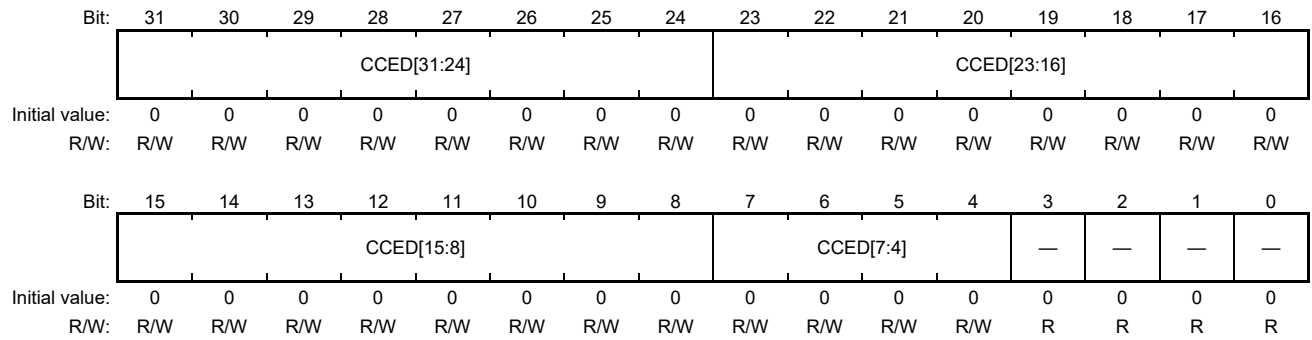 Bit: 31 30 29 28 27 26 25 24 23 22 21 20 19 18 17 16
CCED[31:24] CCED[23:16]
Initial value: 0 0 0 0 0 0 0 0 0 0 0 0 0 0 0 0
R/W: R/W R/W R/W R/W R/W R/W R/W R/W R/W R/W R/W R/W R/W R/W R/W R/W
Bit: 15 14 13 12 11 10 9 8 7 6 5 4 3 2 1 0
CCED[15:8] CCED[7:4] — — — —
Initial value: 0 0 0 0 0 0 0 0 0 0 0 0 0 0 0 0
R/W: R/W R/W R/W R/W R/W R/W R/W R/W R/W R/W R/W R/W R R R R